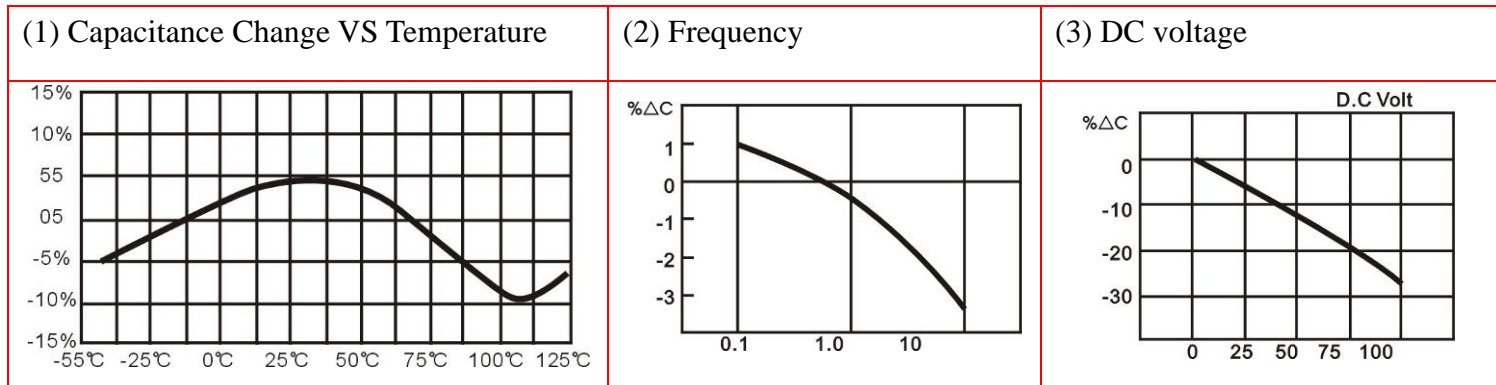 (1) Capacitance Change VS Temperature
(2) Frequency
(3) DC voltage
15%
10%
55
05
-5%
-10%
-15%
-55℃ -25℃ 0℃ 25℃ 50℃ 75℃ 100℃ 125℃
%△C
1
0
-1
-2
-3
0.1 1.0 10
D.C Volt
%△C
0
-10
-20
-30
0 25 50 75 100